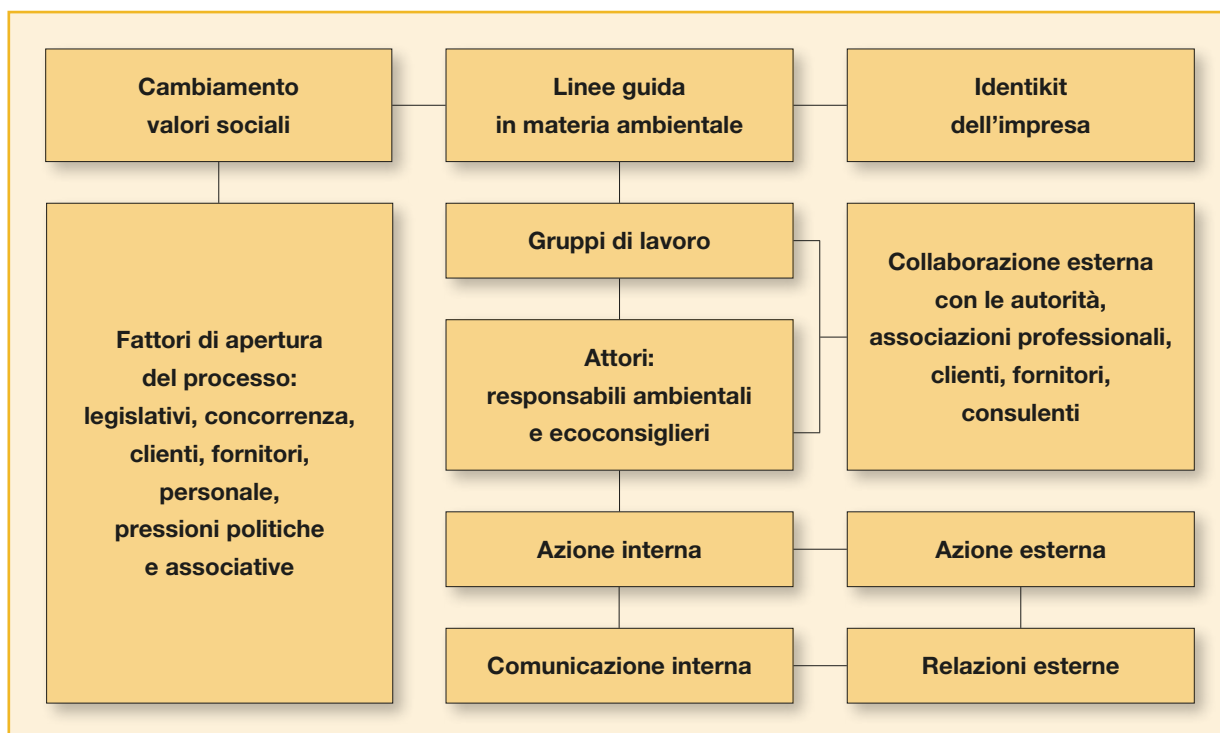 Cambiamento
valori sociali
Linee guida
in materia ambientale
Identikit
dell’impresa
Fattori di apertura
del processo:
legislativi, concorrenza,
clienti, fornitori,
personale,
pressioni politiche
e associative
Gruppi di lavoro
Attori:
responsabili ambientali
e ecoconsiglieri
Collaborazione esterna
con le autorità,
associazioni professionali,
clienti, fornitori,
consulenti
Azione interna
Azione esterna
Comunicazione interna
Relazioni esterne